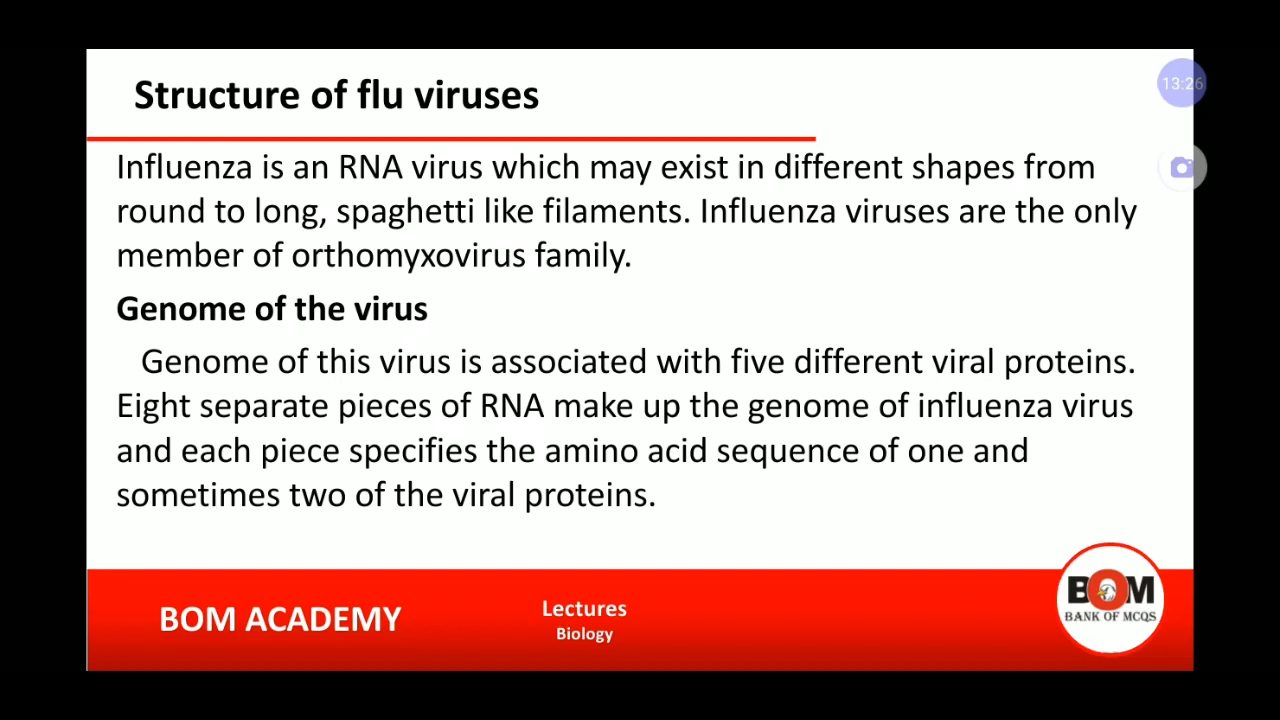 Structure of flu viruses
13:26
Influenza is an RNA virus which may exist in different shapes from
round to long, spaghetti like filaments. Influenza viruses are the only
member of orthomyxovirus family.
Genome of the virus
Genome of this virus is associated with five different viral proteins.
Eight separate pieces of RNA make up the genome of influenza virus
and each piece specifies the amino acid sequence of one and
sometimes two of the viral proteins.
BOM ACADEMY
Lectures
Biology
BOM
BANK OF MCQS